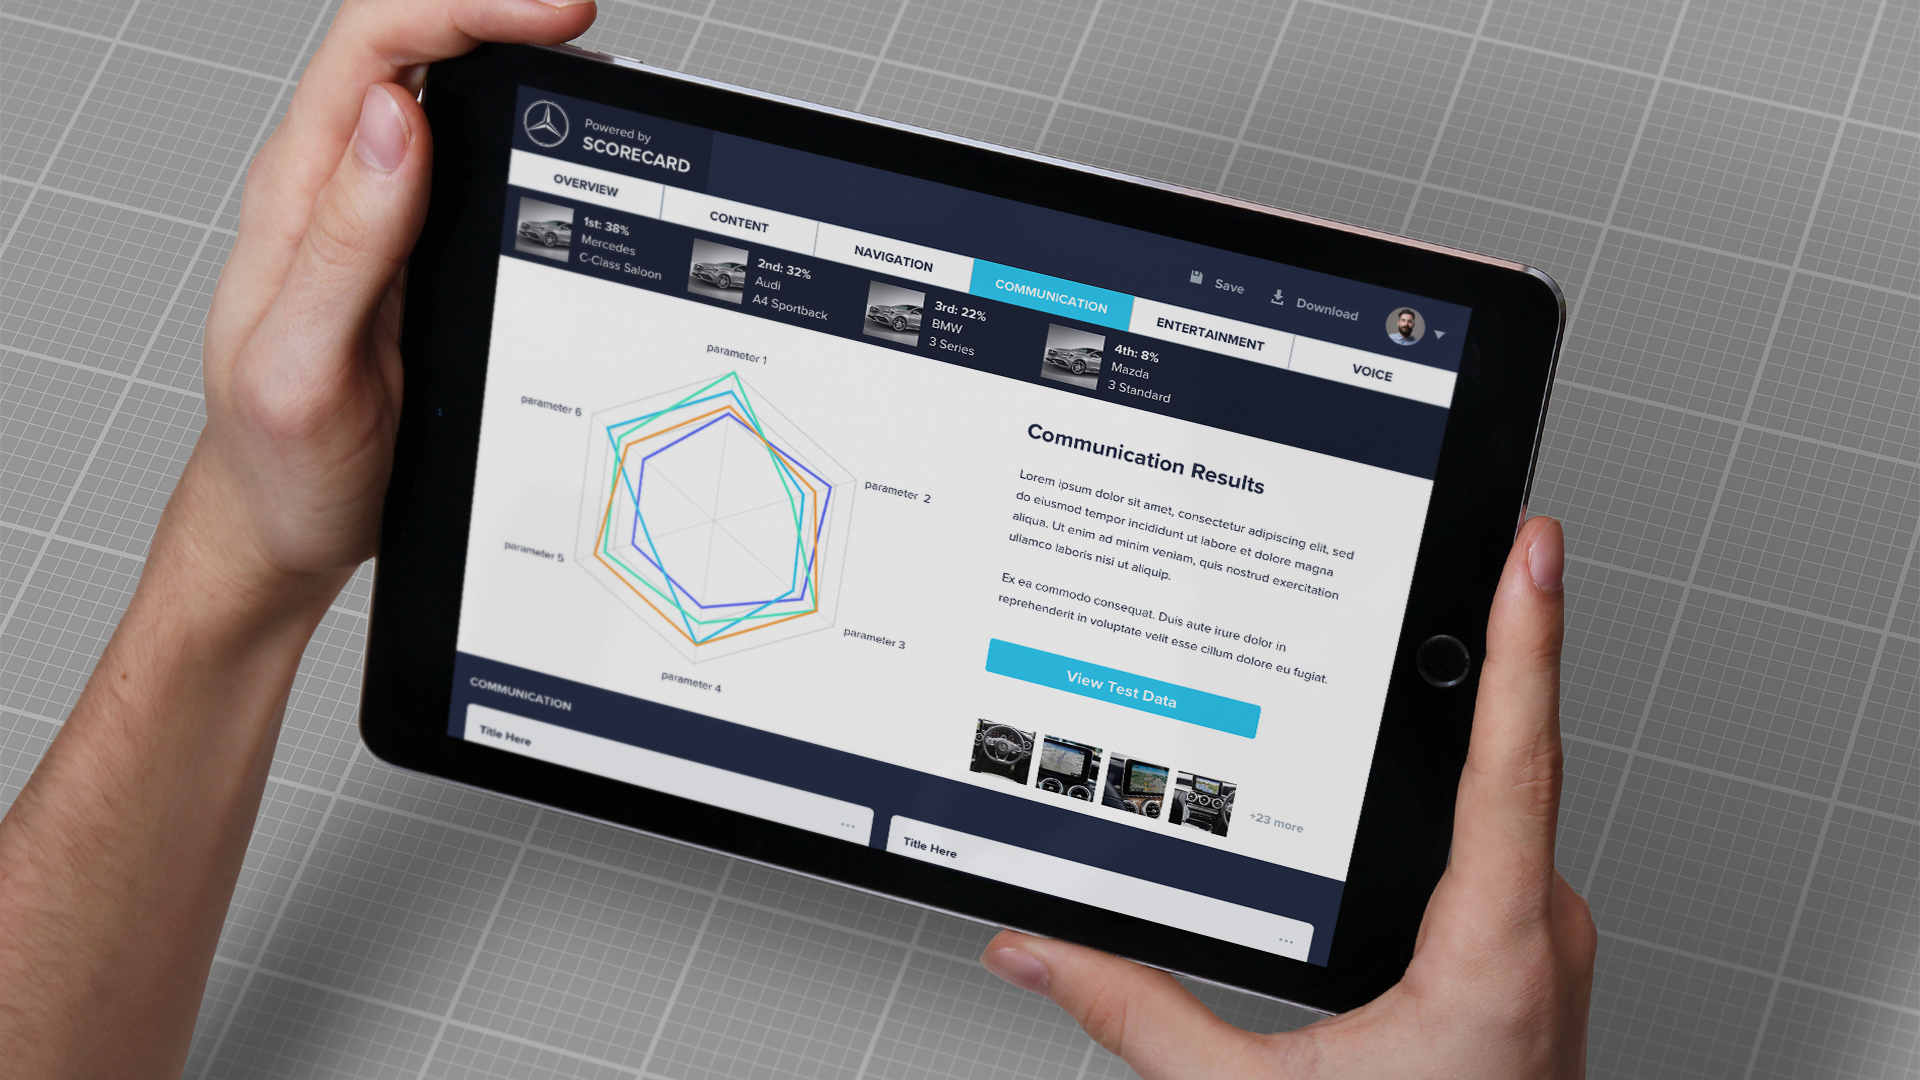 Powered by
SCORECARD
Save
Download
OVERVIEW
CONTENT
NAVIGATION
COMMUNICATION
ENTERTAINMENT
VOICE
1st: 38%
Mercedes
C-Class Saloon
2nd: 32%
Audi
A4 Sportback
3rd: 22%
BMW
3 Series
4th: 8%
Mazda
3 Standard
parameter 1
parameter 2
parameter 3
parameter 4
parameter 5
parameter 6
Communication Results
Lorem ipsum dolor sit amet, consectetur adipiscing elit, sed
do eiusmod tempor incididunt ut labore et dolore magna
aliqua. Ut enim ad minim veniam, quis nostrud exercitation
ullamco laboris nisi ut aliquip.
Ex ea commodo consequat. Duis aute irure dolor in
reprehenderit in voluptate velit esse cillum dolore eu fugiat.
View Test Data
+23 more
COMMUNICATION
Title Here
...
Title Here
...